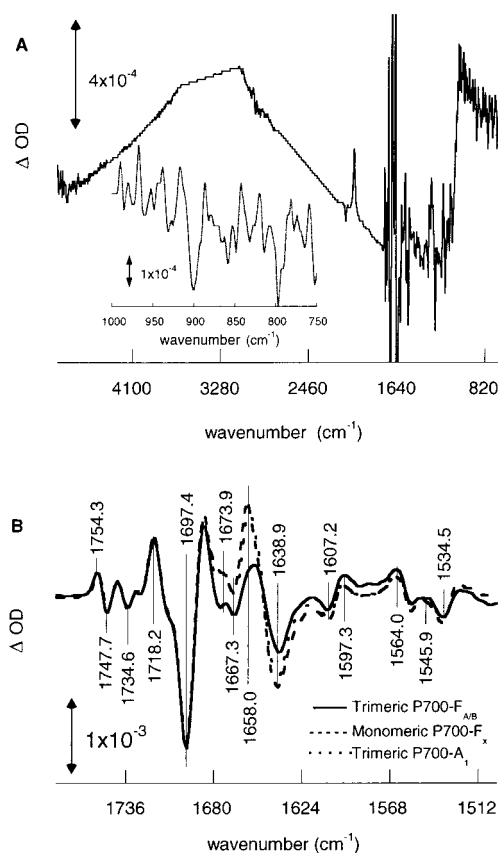 A
4x10⁻⁴
Δ OD
1x10⁻⁴
1000 950 900 850 800 750
wavenumber (cm⁻¹)
4100 3280 2460 1640 820
wavenumber (cm⁻¹)
B
1754.3
1697.4
1673.9
1638.9
1607.2
1534.5
Δ OD
1747.7
1734.6
1718.2
1667.3
1658.0
1597.3
1564.0
1545.9
1x10⁻³
Trimeric P700-F_A/B
Monomeric P700-F_x
Trimeric P700-A_1
1736 1680 1624 1568 1512
wavenumber (cm⁻¹)